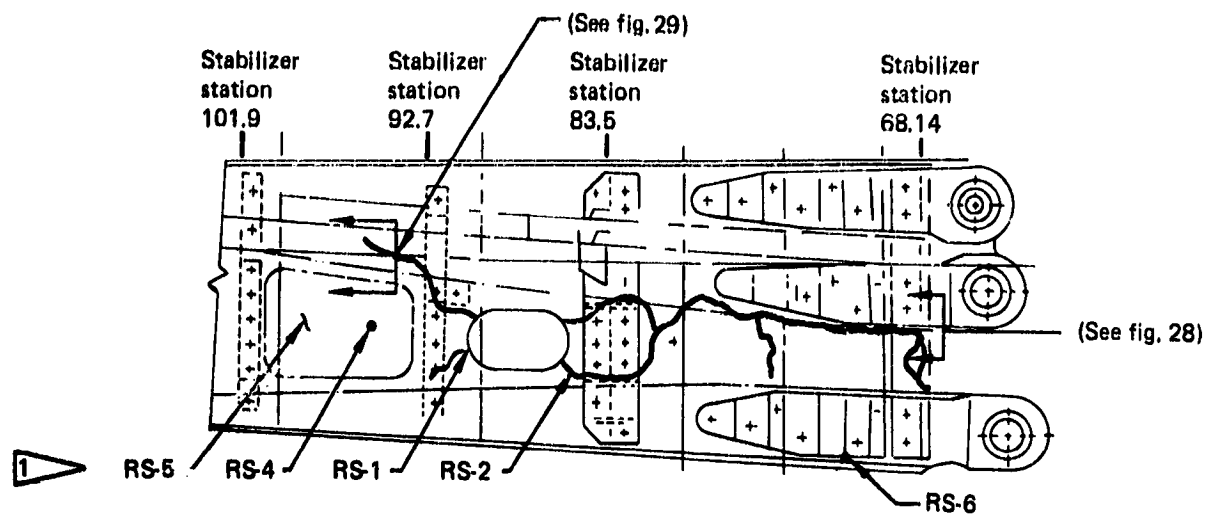 (See fig. 29)
Stabilizer
station
101.9
Stabilizer
station
92.7
Stabilizer
station
83.5
Stabilizer
station
68.14
(See fig. 28)
1
RS-5
RS-4
RS-1
RS-2
RS-6